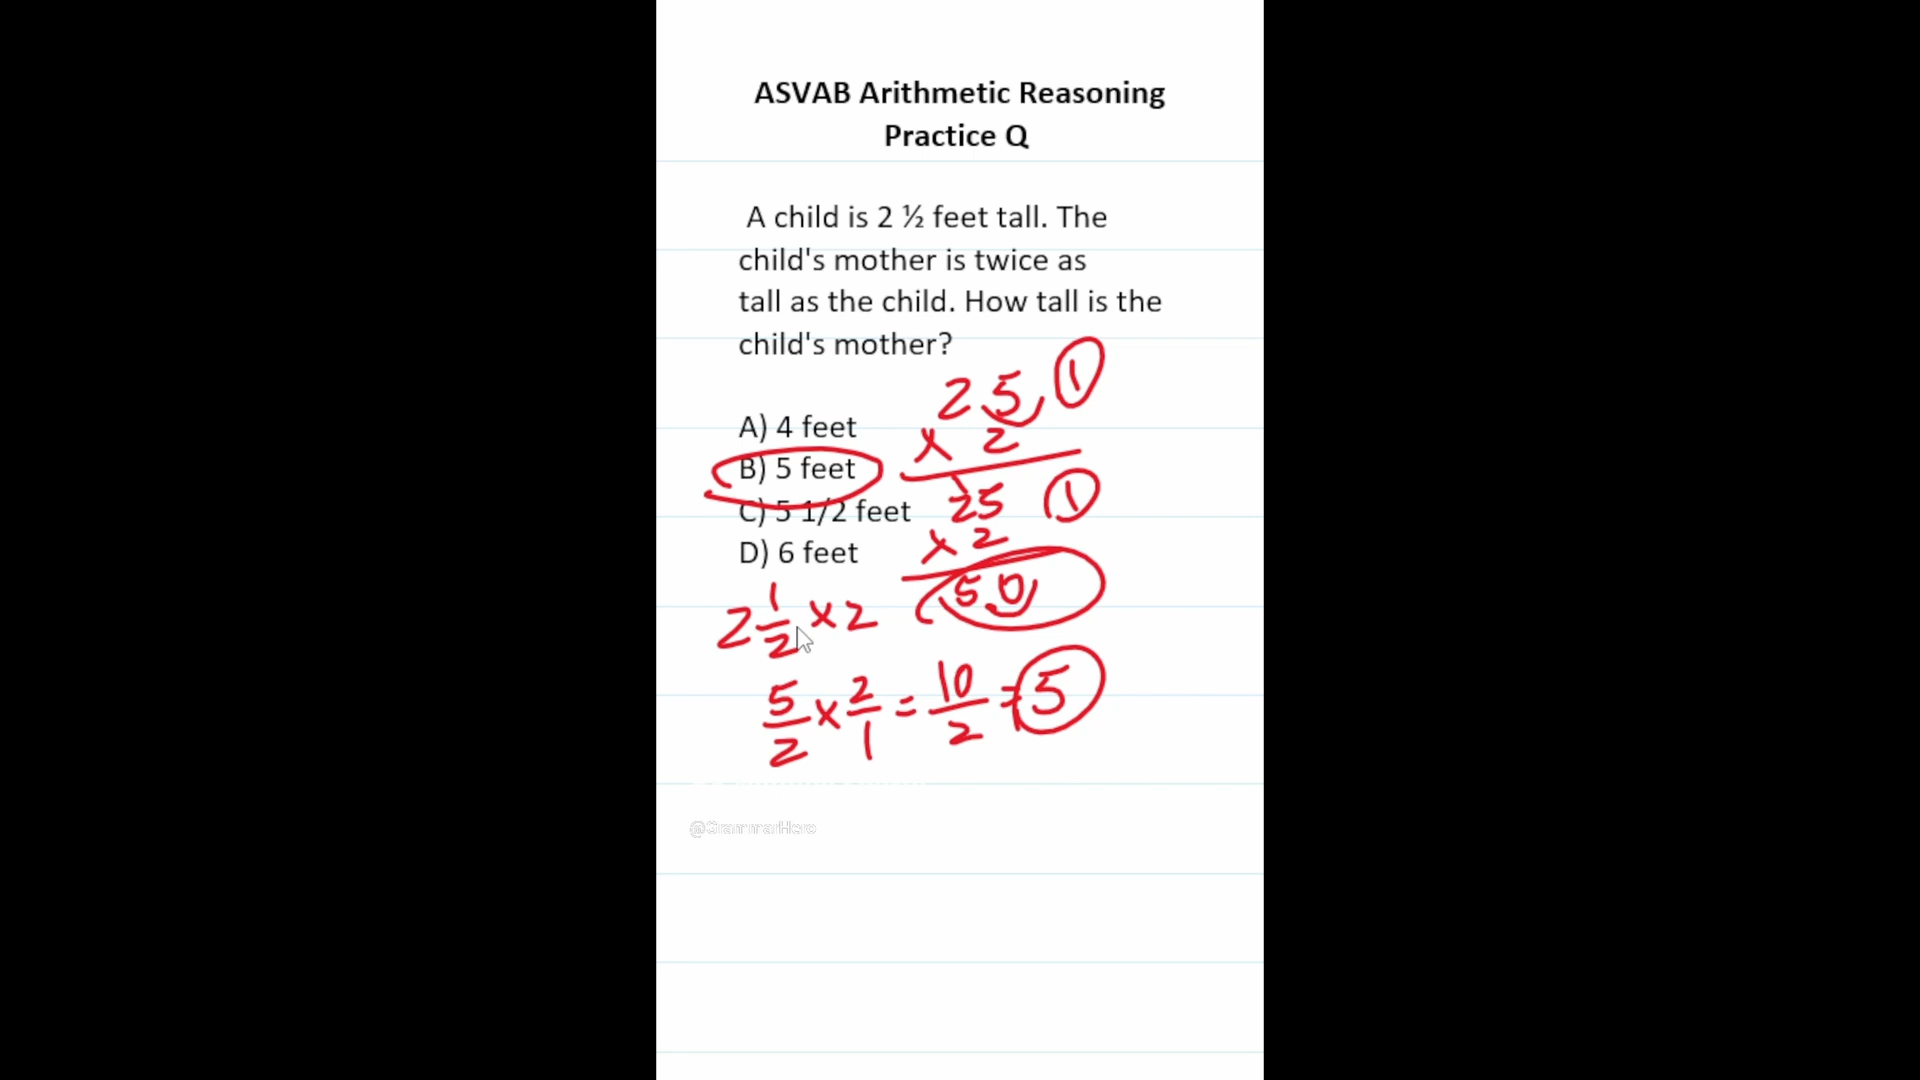 ASVAB Arithmetic Reasoning
Practice Q
A child is 2 ½ feet tall. The
child's mother is twice as
tall as the child. How tall is the
child's mother?
A) 4 feet
B) 5 feet
C) 5 1/2 feet
D) 6 feet
2.5 1
x 2
25 1
x 2
5.0
2 1/2 x 2
5/2 x 2/1 = 10/2 = 5
@GrammarHero